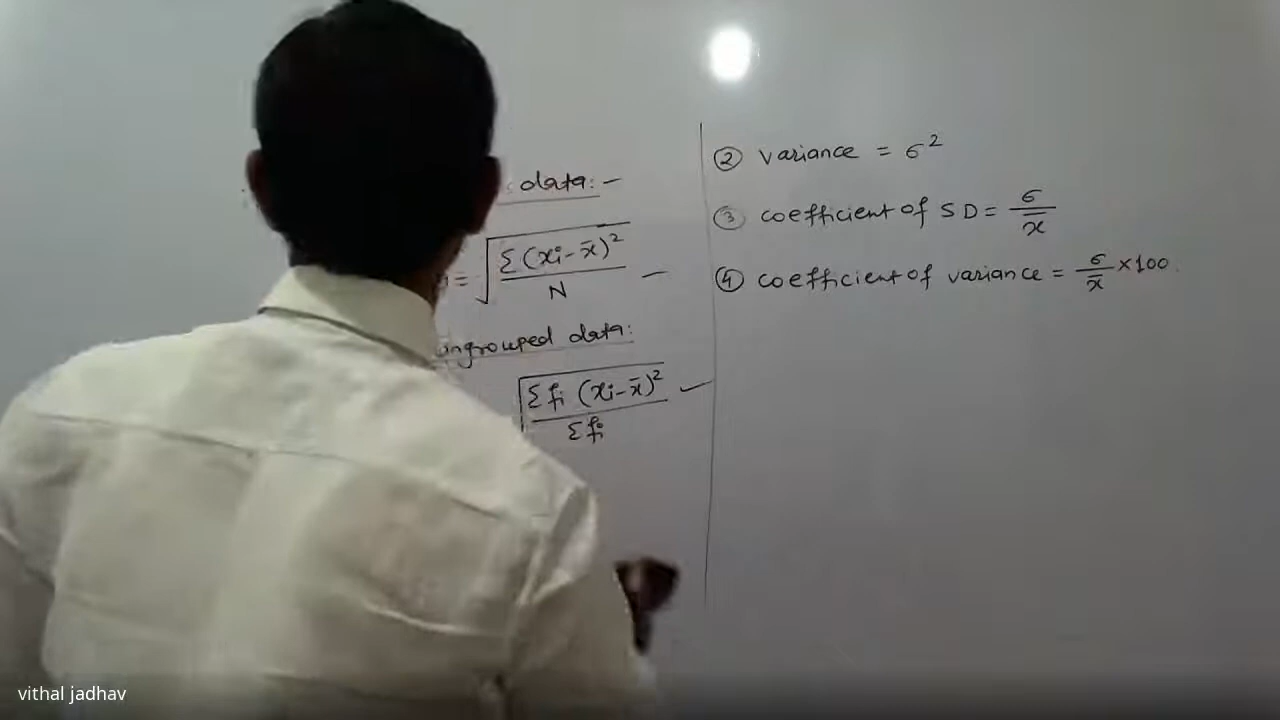 data:-
= √(Σ(xi-x̄)² / N) -
ungrouped data:
√(Σfi (xi-x̄)² / Σfi)
② variance = σ²
③ coefficient of SD = σ/x̄
④ coefficient of variance = σ/x̄ ×100.
vithal jadhav